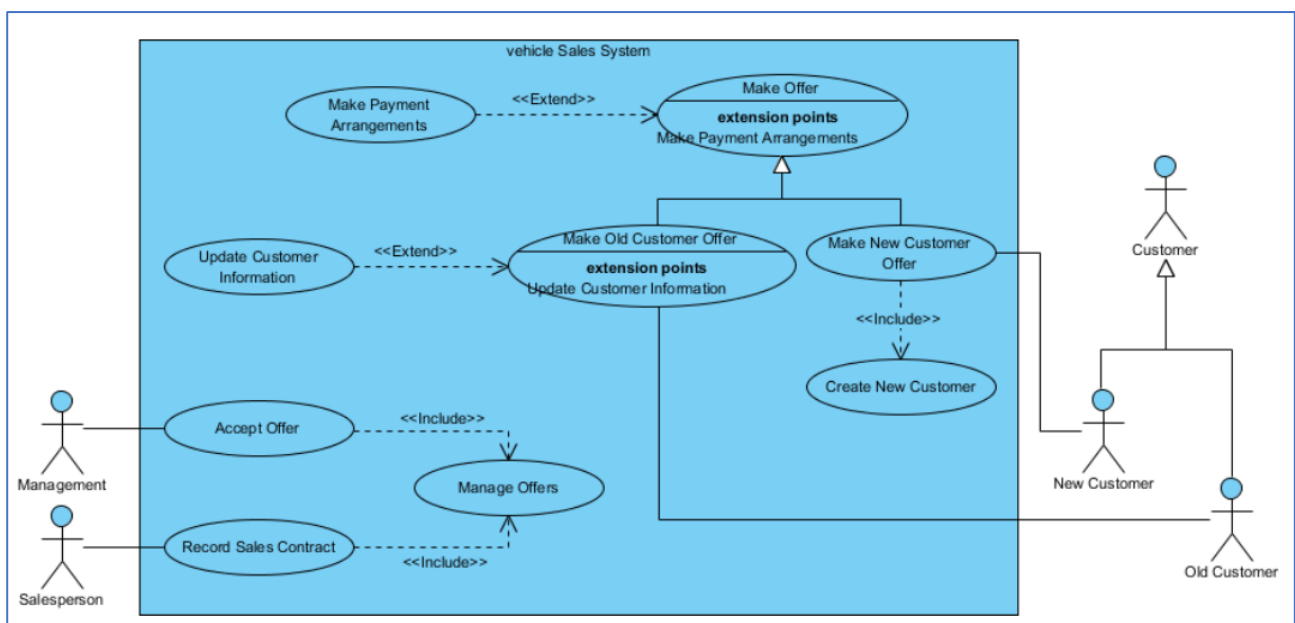 vehicle Sales System
Make Payment
Arrangements
<<Extend>>
Make Offer
extension points
Make Payment Arrangements
Update Customer
Information
<<Extend>>
Make Old Customer Offer
extension points
Update Customer Information
Make New Customer
Offer
<<Include>>
Create New Customer
Customer
New Customer
Old Customer
Management
Accept Offer
<<Include>>
Manage Offers
Salesperson
Record Sales Contract
<<Include>>